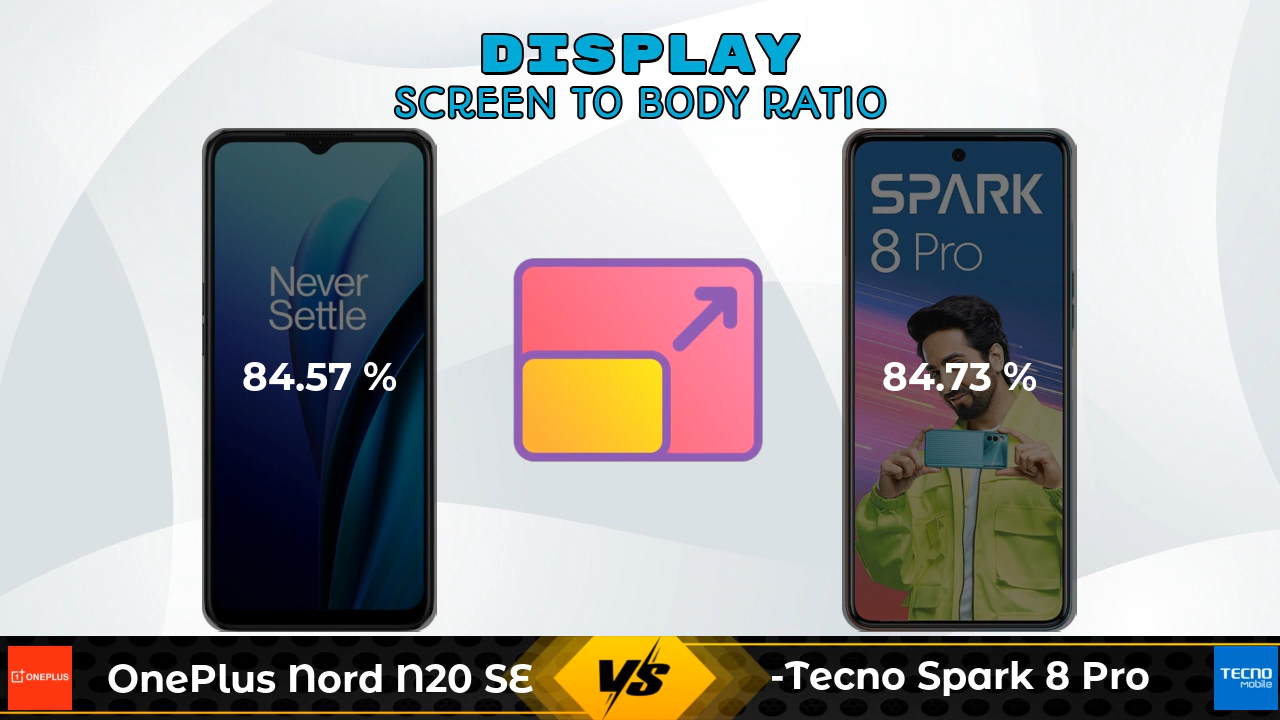 DISPLAY
SCREEN TO BODY RATIO
Never
Settle
84.57 %
SPARK
8 Pro
84.73 %
ONEPLUS
OnePlus Nord N20 SE
VS
-Tecno Spark 8 Pro
TECNO
mobile